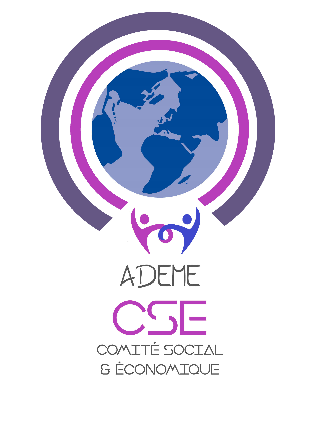 ADEME
CSE
COMITÉ SOCIAL
& ÉCONOMIQUE